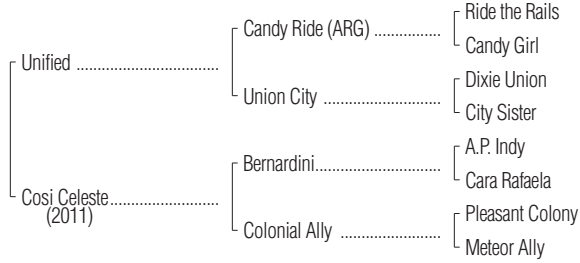 Ride the Rails
Candy Ride (ARG) ................
Candy Girl
Unified ..................................
Dixie Union
Union City ............................
City Sister
A.P. Indy
Bernardini..............................
Cara Rafaela
Cosi Celeste..........................
(2011)
Pleasant Colony
Colonial Ally ........................
Meteor Ally